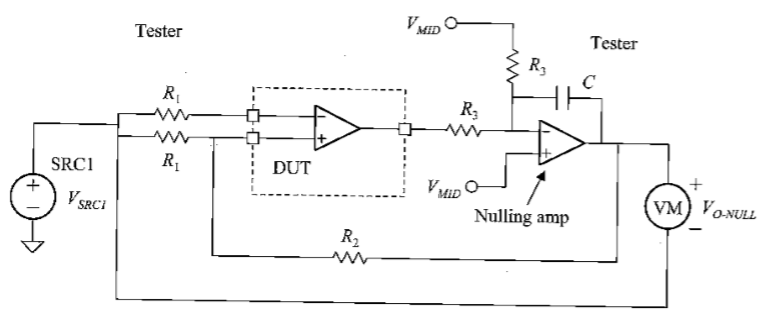 Tester
V_MID
Tester
R_3
C
R_1
R_3
R_1
SRC1
DUT
V_SRC1
V_MID
Nulling amp
VM
V_O-NULL
R_2
+
−
+
−
+
−
+
−